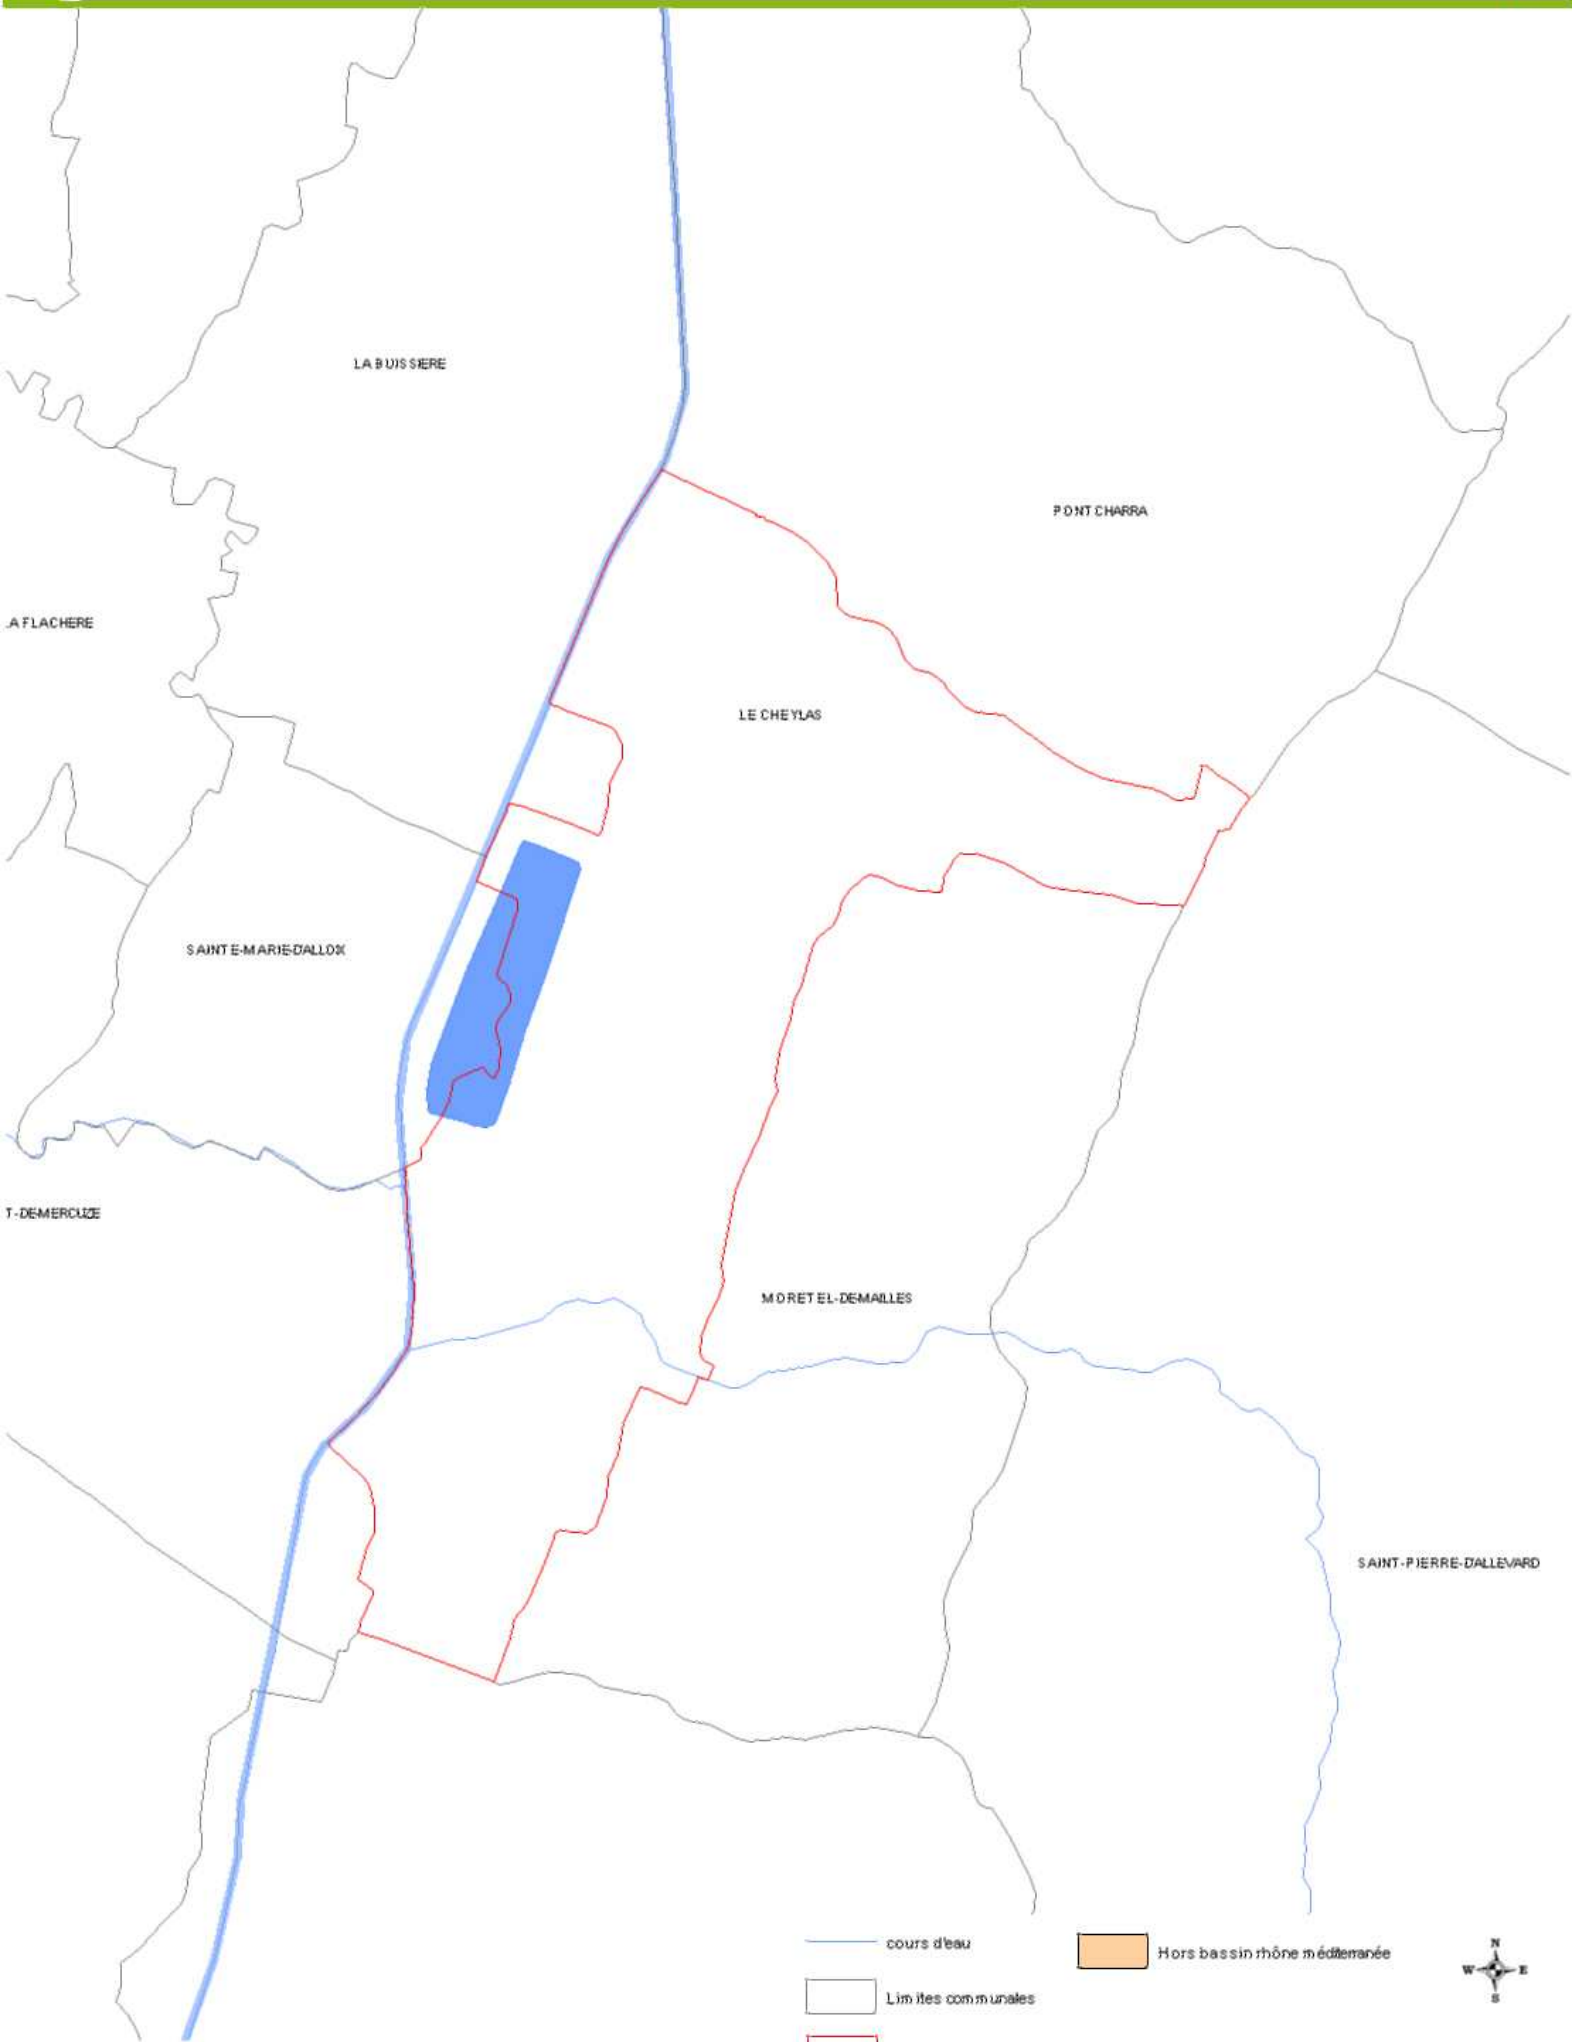 LA BUISSIERE
PONTCHARRA
A FLACHERE
LE CHEYLAS
SAINTE-MARIE-D'ALLOIX
T-DE-MERCUZE
MORETEL-DE-MAILLES
SAINT-PIERRE-D'ALLEVARD
cours d'eau
Hors bassin rhône méditerranée
Limites communales
N
W E
S